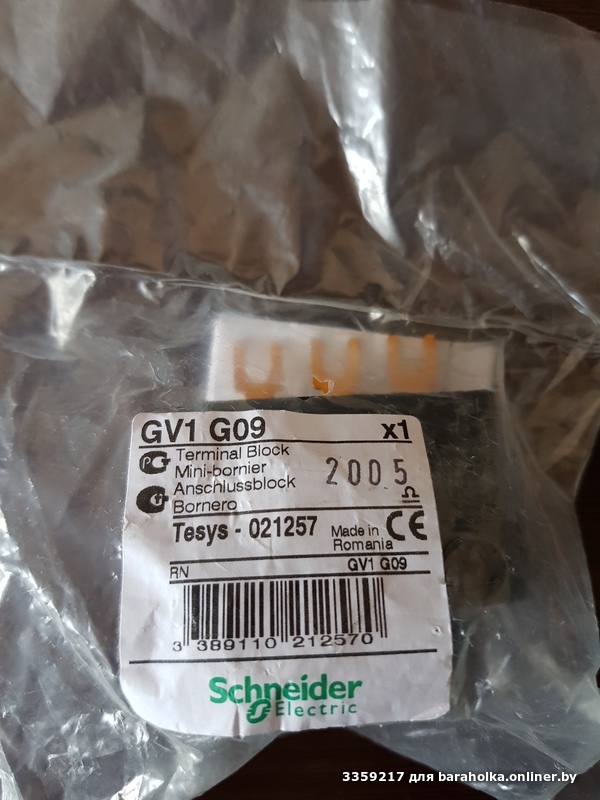 GV1 G09 x1
Terminal Block
Mini-bornier
Anschlussblock
Bornero
2005
Tesys - 021257
Made in
Romania
CE
RN GV1 G09
3 389110 212570
Schneider
Electric
3359217 для baraholka.onliner.by